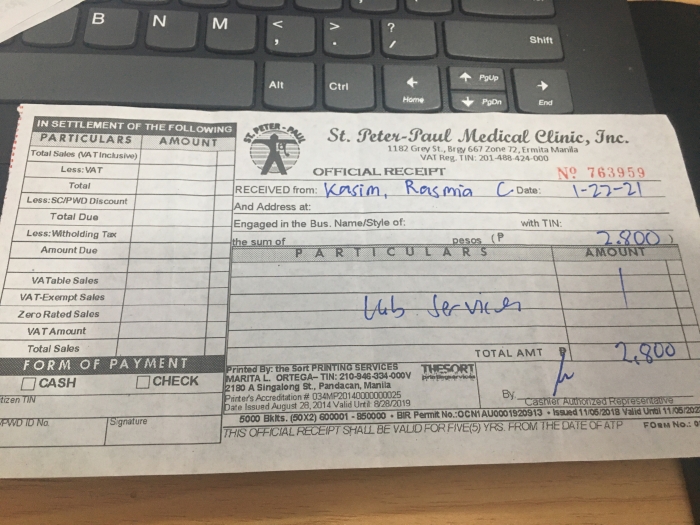 B N M < , > . ? / Shift
Alt Ctrl Home PgUp PgDn End
IN SETTLEMENT OF THE FOLLOWING
PARTICULARS AMOUNT
Total Sales (VAT Inclusive)
Less: VAT
Total
Less: SC/PWD Discount
Total Due
Less: Witholding Tax
Amount Due
VATable Sales
VAT-Exempt Sales
Zero Rated Sales
VAT Amount
Total Sales
FORM OF PAYMENT
CASH CHECK
tizen TIN
/PWD ID No. Signature
ST. PETER-PAUL
St. Peter-Paul Medical Clinic, Inc.
1182 Grey St., Brgy 667 Zone 72, Ermita Manila
VAT Reg. TIN: 201-488-424-000
OFFICIAL RECEIPT Nº 763959
RECEIVED from: Kasim, Rasmia C. Date: 1-27-21
And Address at:
Engaged in the Bus. Name/Style of: with TIN:
the sum of pesos (₱ 2,800)
PARTICULARS AMOUNT
Lab Services
TOTAL AMT ₱ 2,800
Printed By: the Sort PRINTING SERVICES
MARITA L. ORTEGA- TIN: 210-946-334-000V
2180 A Singalong St., Pandacan, Manila
Printer's Accreditation # 034MP20140000000025
Date Issued August 28, 2014 Valid Until 8/28/2019
THESORT
By
Cashier Authorized Representative
5000 Bklts. (50X2) 600001 - 850000 • BIR Permit No.:OCN1AU0001920913 • Issued 11/06/2018 Valid Until 11/05/202
THIS OFFICIAL RECEIPT SHALL BE VALID FOR FIVE(5) YRS. FROM THE DATE OF ATP FORM No.: 0